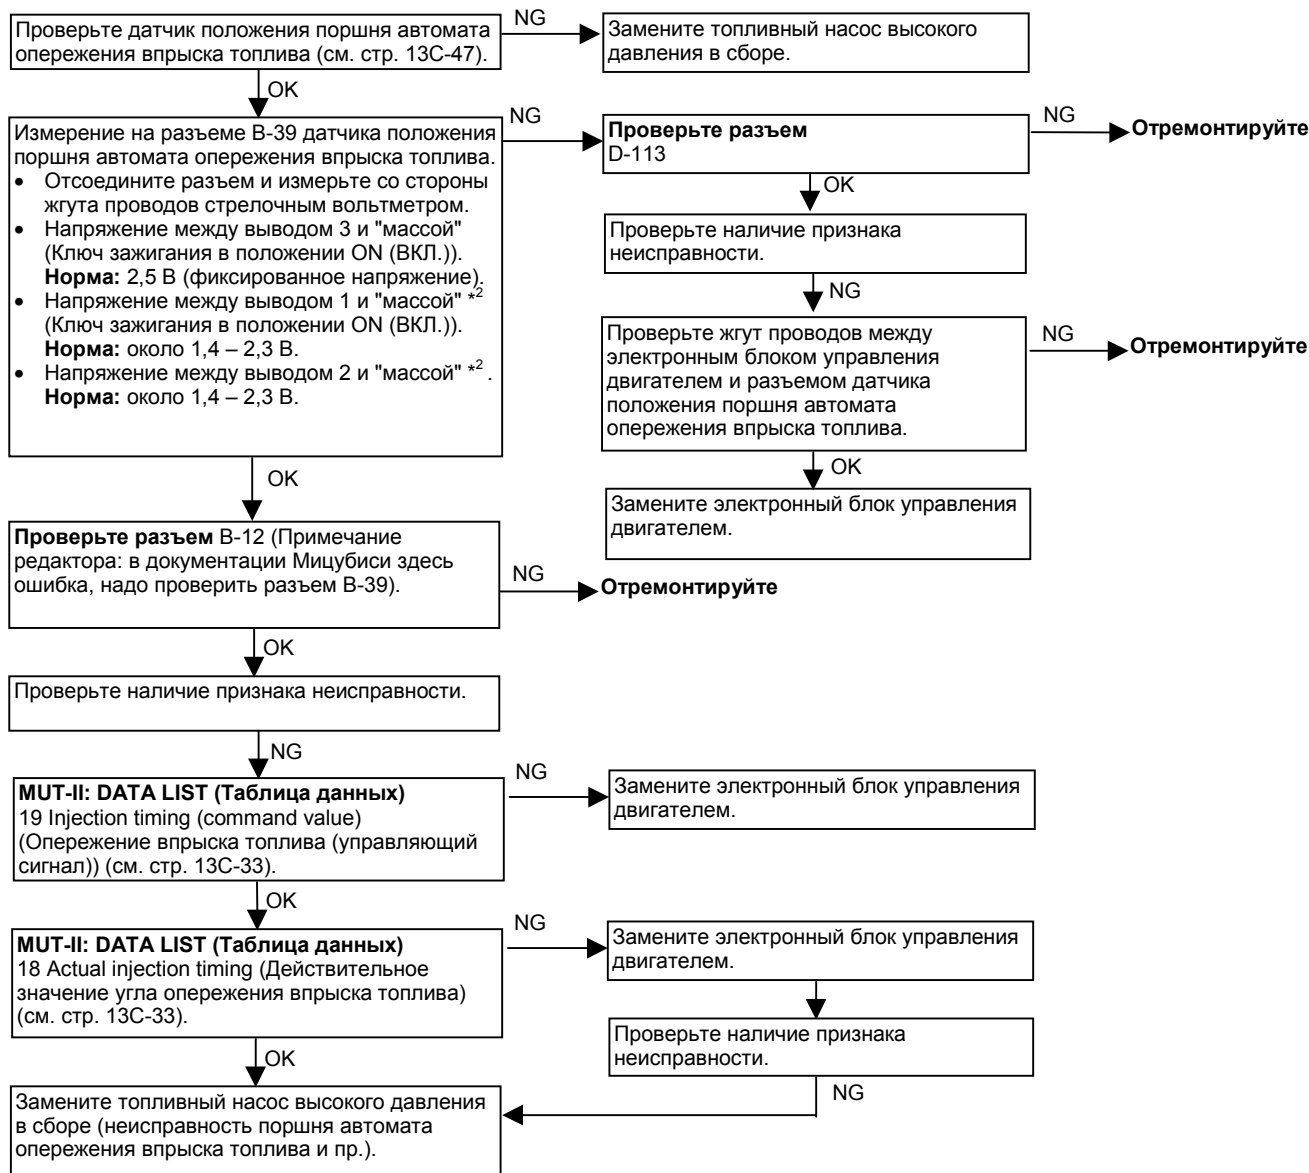 Проверьте датчик положения поршня автомата
опережения впрыска топлива (см. стр. 13C-47).
NG
Замените топливный насос высокого
давления в сборе.
OK
Измерение на разъеме B-39 датчика положения
поршня автомата опережения впрыска топлива.
• Отсоедините разъем и измерьте со стороны
жгута проводов стрелочным вольтметром.
• Напряжение между выводом 3 и "массой"
(Ключ зажигания в положении ON (ВКЛ.)).
Норма: 2,5 В (фиксированное напряжение).
• Напряжение между выводом 1 и "массой" *2
(Ключ зажигания в положении ON (ВКЛ.)).
Норма: около 1,4 – 2,3 В.
• Напряжение между выводом 2 и "массой" *2 .
Норма: около 1,4 – 2,3 В.
NG
Проверьте разъем
D-113
NG
Отремонтируйте
OK
Проверьте наличие признака
неисправности.
NG
Проверьте жгут проводов между
электронным блоком управления
двигателем и разъемом датчика
положения поршня автомата
опережения впрыска топлива.
NG
Отремонтируйте
OK
Замените электронный блок управления
двигателем.
OK
Проверьте разъем B-12 (Примечание
редактора: в документации Мицубиси здесь
ошибка, надо проверить разъем B-39).
NG
Отремонтируйте
OK
Проверьте наличие признака неисправности.
NG
MUT-II: DATA LIST (Таблица данных)
19 Injection timing (command value)
(Опережение впрыска топлива (управляющий
сигнал)) (см. стр. 13C-33).
NG
Замените электронный блок управления
двигателем.
OK
MUT-II: DATA LIST (Таблица данных)
18 Actual injection timing (Действительное
значение угла опережения впрыска топлива)
(см. стр. 13C-33).
NG
Замените электронный блок управления
двигателем.
Проверьте наличие признака
неисправности.
NG
OK
Замените топливный насос высокого давления
в сборе (неисправность поршня автомата
опережения впрыска топлива и пр.).